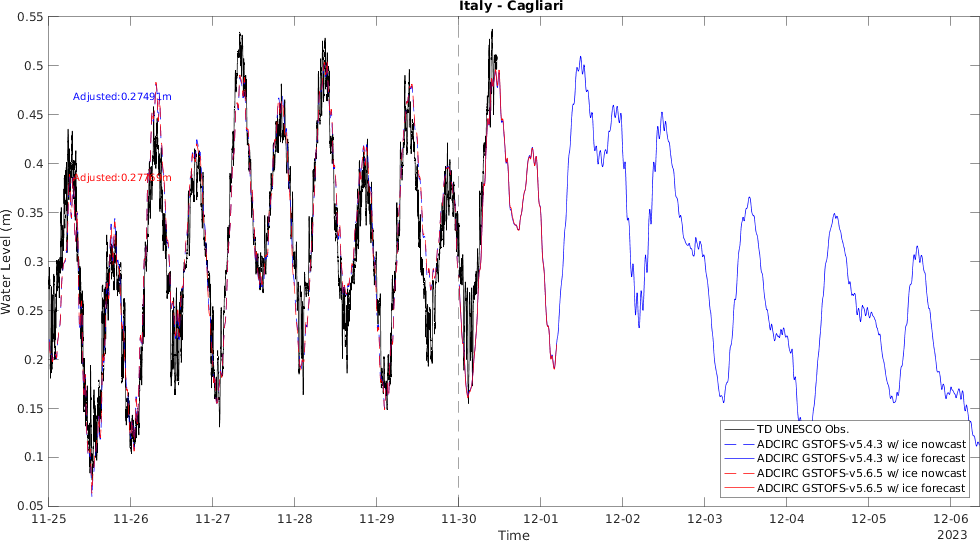 Italy - Cagliari
0.55
0.5
0.45
0.4
0.35
0.3
0.25
0.2
0.15
0.1
0.05
Water Level (m)
Adjusted:0.27491m
Adjusted:0.27769m
TD UNESCO Obs.
ADCIRC GSTOFS-v5.4.3 w/ ice nowcast
ADCIRC GSTOFS-v5.4.3 w/ ice forecast
ADCIRC GSTOFS-v5.6.5 w/ ice nowcast
ADCIRC GSTOFS-v5.6.5 w/ ice forecast
11-25 11-26 11-27 11-28 11-29 11-30 12-01 12-02 12-03 12-04 12-05 12-06
Time
2023